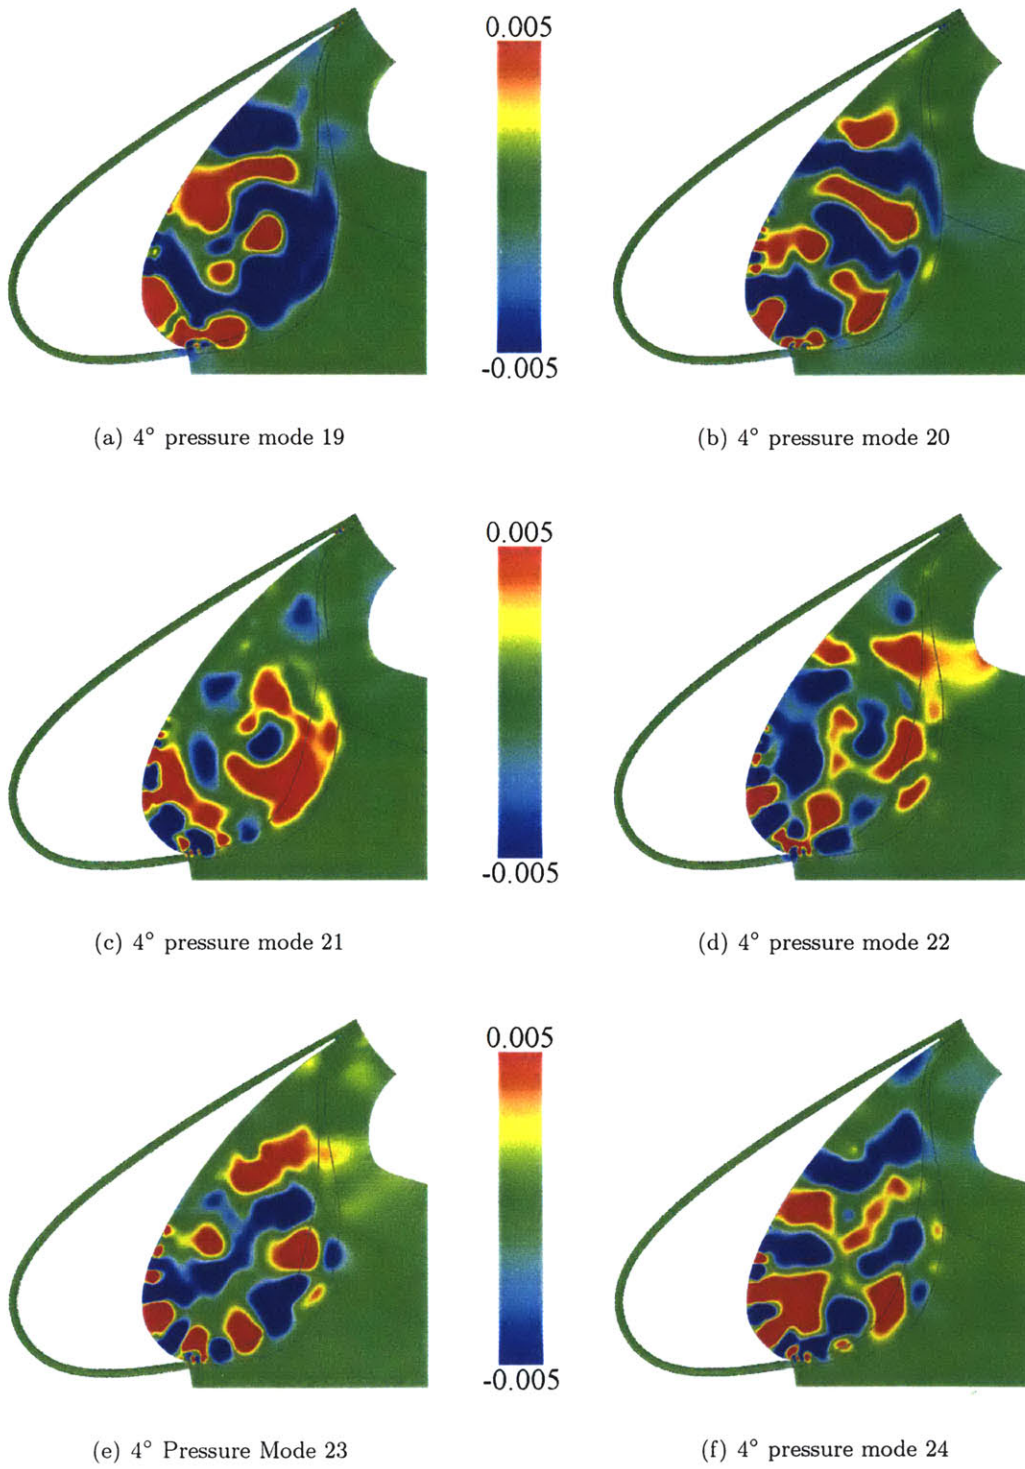 0.005
-0.005
(a) 4° pressure mode 19
(b) 4° pressure mode 20
0.005
-0.005
(c) 4° pressure mode 21
(d) 4° pressure mode 22
0.005
-0.005
(e) 4° Pressure Mode 23
(f) 4° pressure mode 24